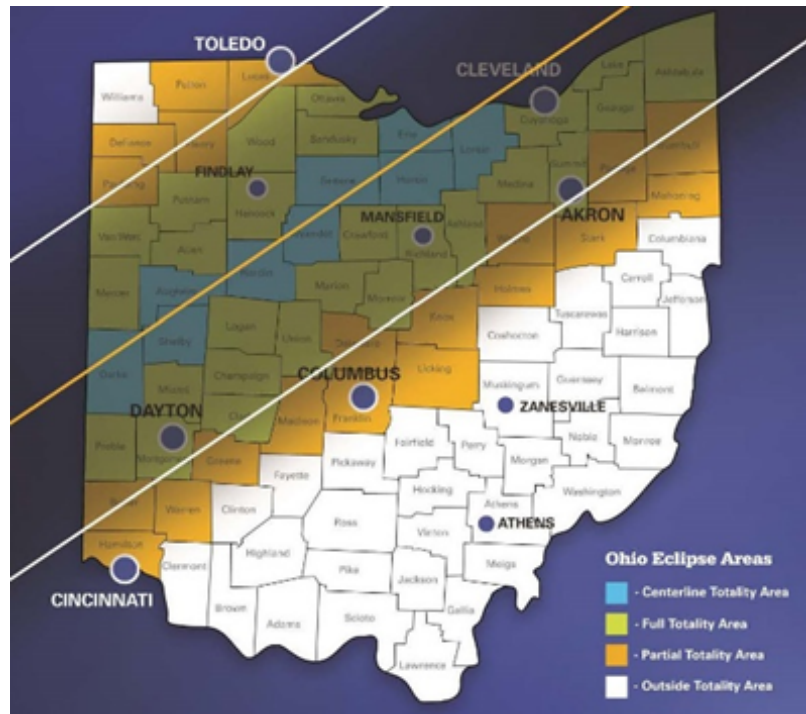 TOLEDO
CLEVELAND
Williams
Fulton
Lucas
Ottawa
Lake
Ashtabula
Geauga
Cuyahoga
Defiance
Henry
Wood
Sandusky
Erie
Lorain
Trumbull
FINDLAY
Paulding
Putnam
Hancock
Seneca
Huron
Medina
Summit
Portage
Mahoning
MANSFIELD
AKRON
Van Wert
Allen
Wyandot
Crawford
Richland
Ashland
Wayne
Stark
Columbiana
Mercer
Auglaize
Hardin
Marion
Morrow
Holmes
Carroll
Jefferson
Tuscarawas
Harrison
Logan
Union
Delaware
Knox
Coshocton
Shelby
Darke
Champaign
Licking
Muskingum
Guernsey
Belmont
Miami
COLUMBUS
Franklin
Madison
ZANESVILLE
DAYTON
Preble
Montgomery
Greene
Fairfield
Perry
Noble
Monroe
Morgan
Washington
Pickaway
Fayette
Hocking
Athens
ATHENS
Butler
Warren
Clinton
Ross
Vinton
Meigs
Hamilton
Clermont
Highland
Pike
Jackson
Gallia
CINCINNATI
Brown
Adams
Scioto
Lawrence
Ohio Eclipse Areas
- Centerline Totality Area
- Full Totality Area
- Partial Totality Area
- Outside Totality Area